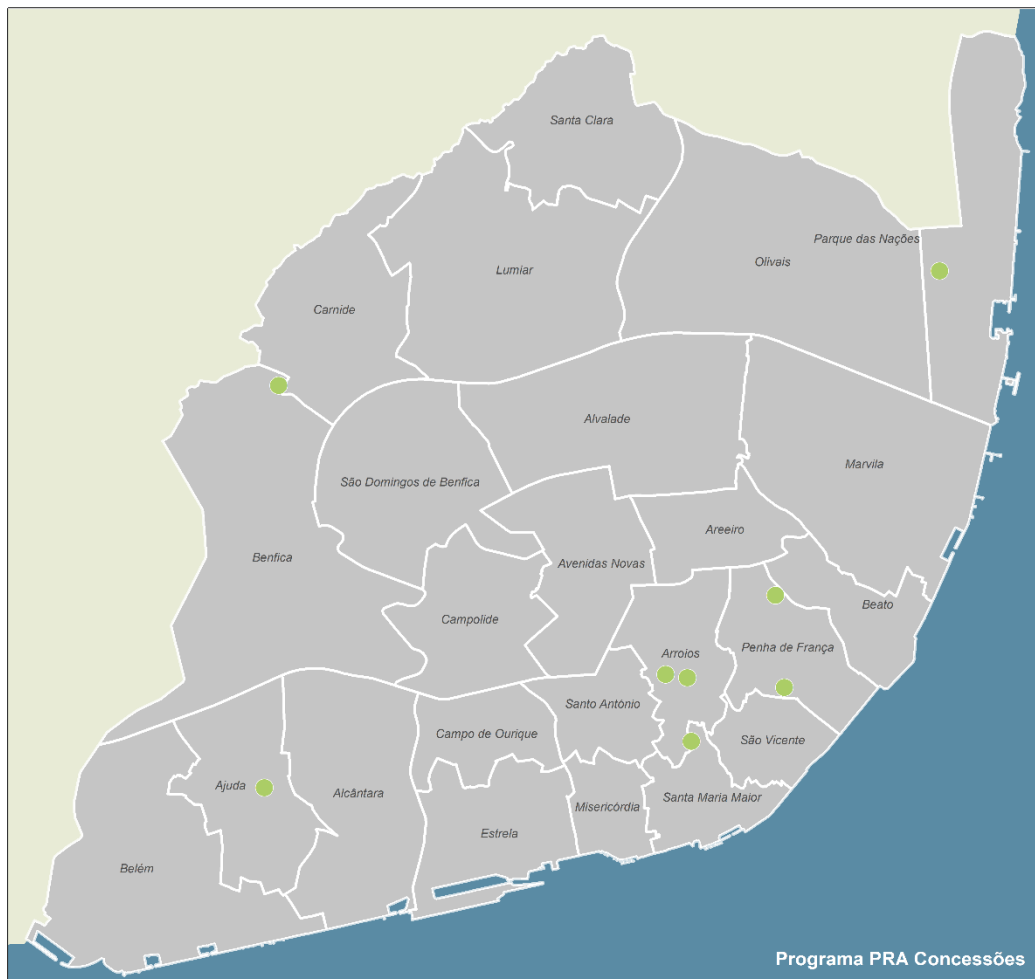 Santa Clara
Parque das Nações
Olivais
Lumiar
Carnide
Alvalade
Marvila
São Domingos de Benfica
Areeiro
Benfica
Avenidas Novas
Beato
Campolide
Penha de França
Arroios
Santo António
Campo de Ourique
São Vicente
Ajuda
Alcântara
Santa Maria Maior
Misericórdia
Estrela
Belém
Programa PRA Concessões